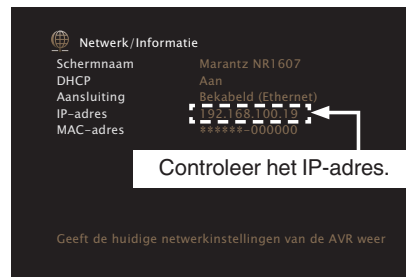 Netwerk/Informatie
Schermnaam Marantz NR1607
DHCP Aan
Aansluiting Bekabeld (Ethernet)
IP-adres 192.168.100.19
MAC-adres ******-000000
Controleer het IP-adres.
Geeft de huidige netwerkinstellingen van de AVR weer